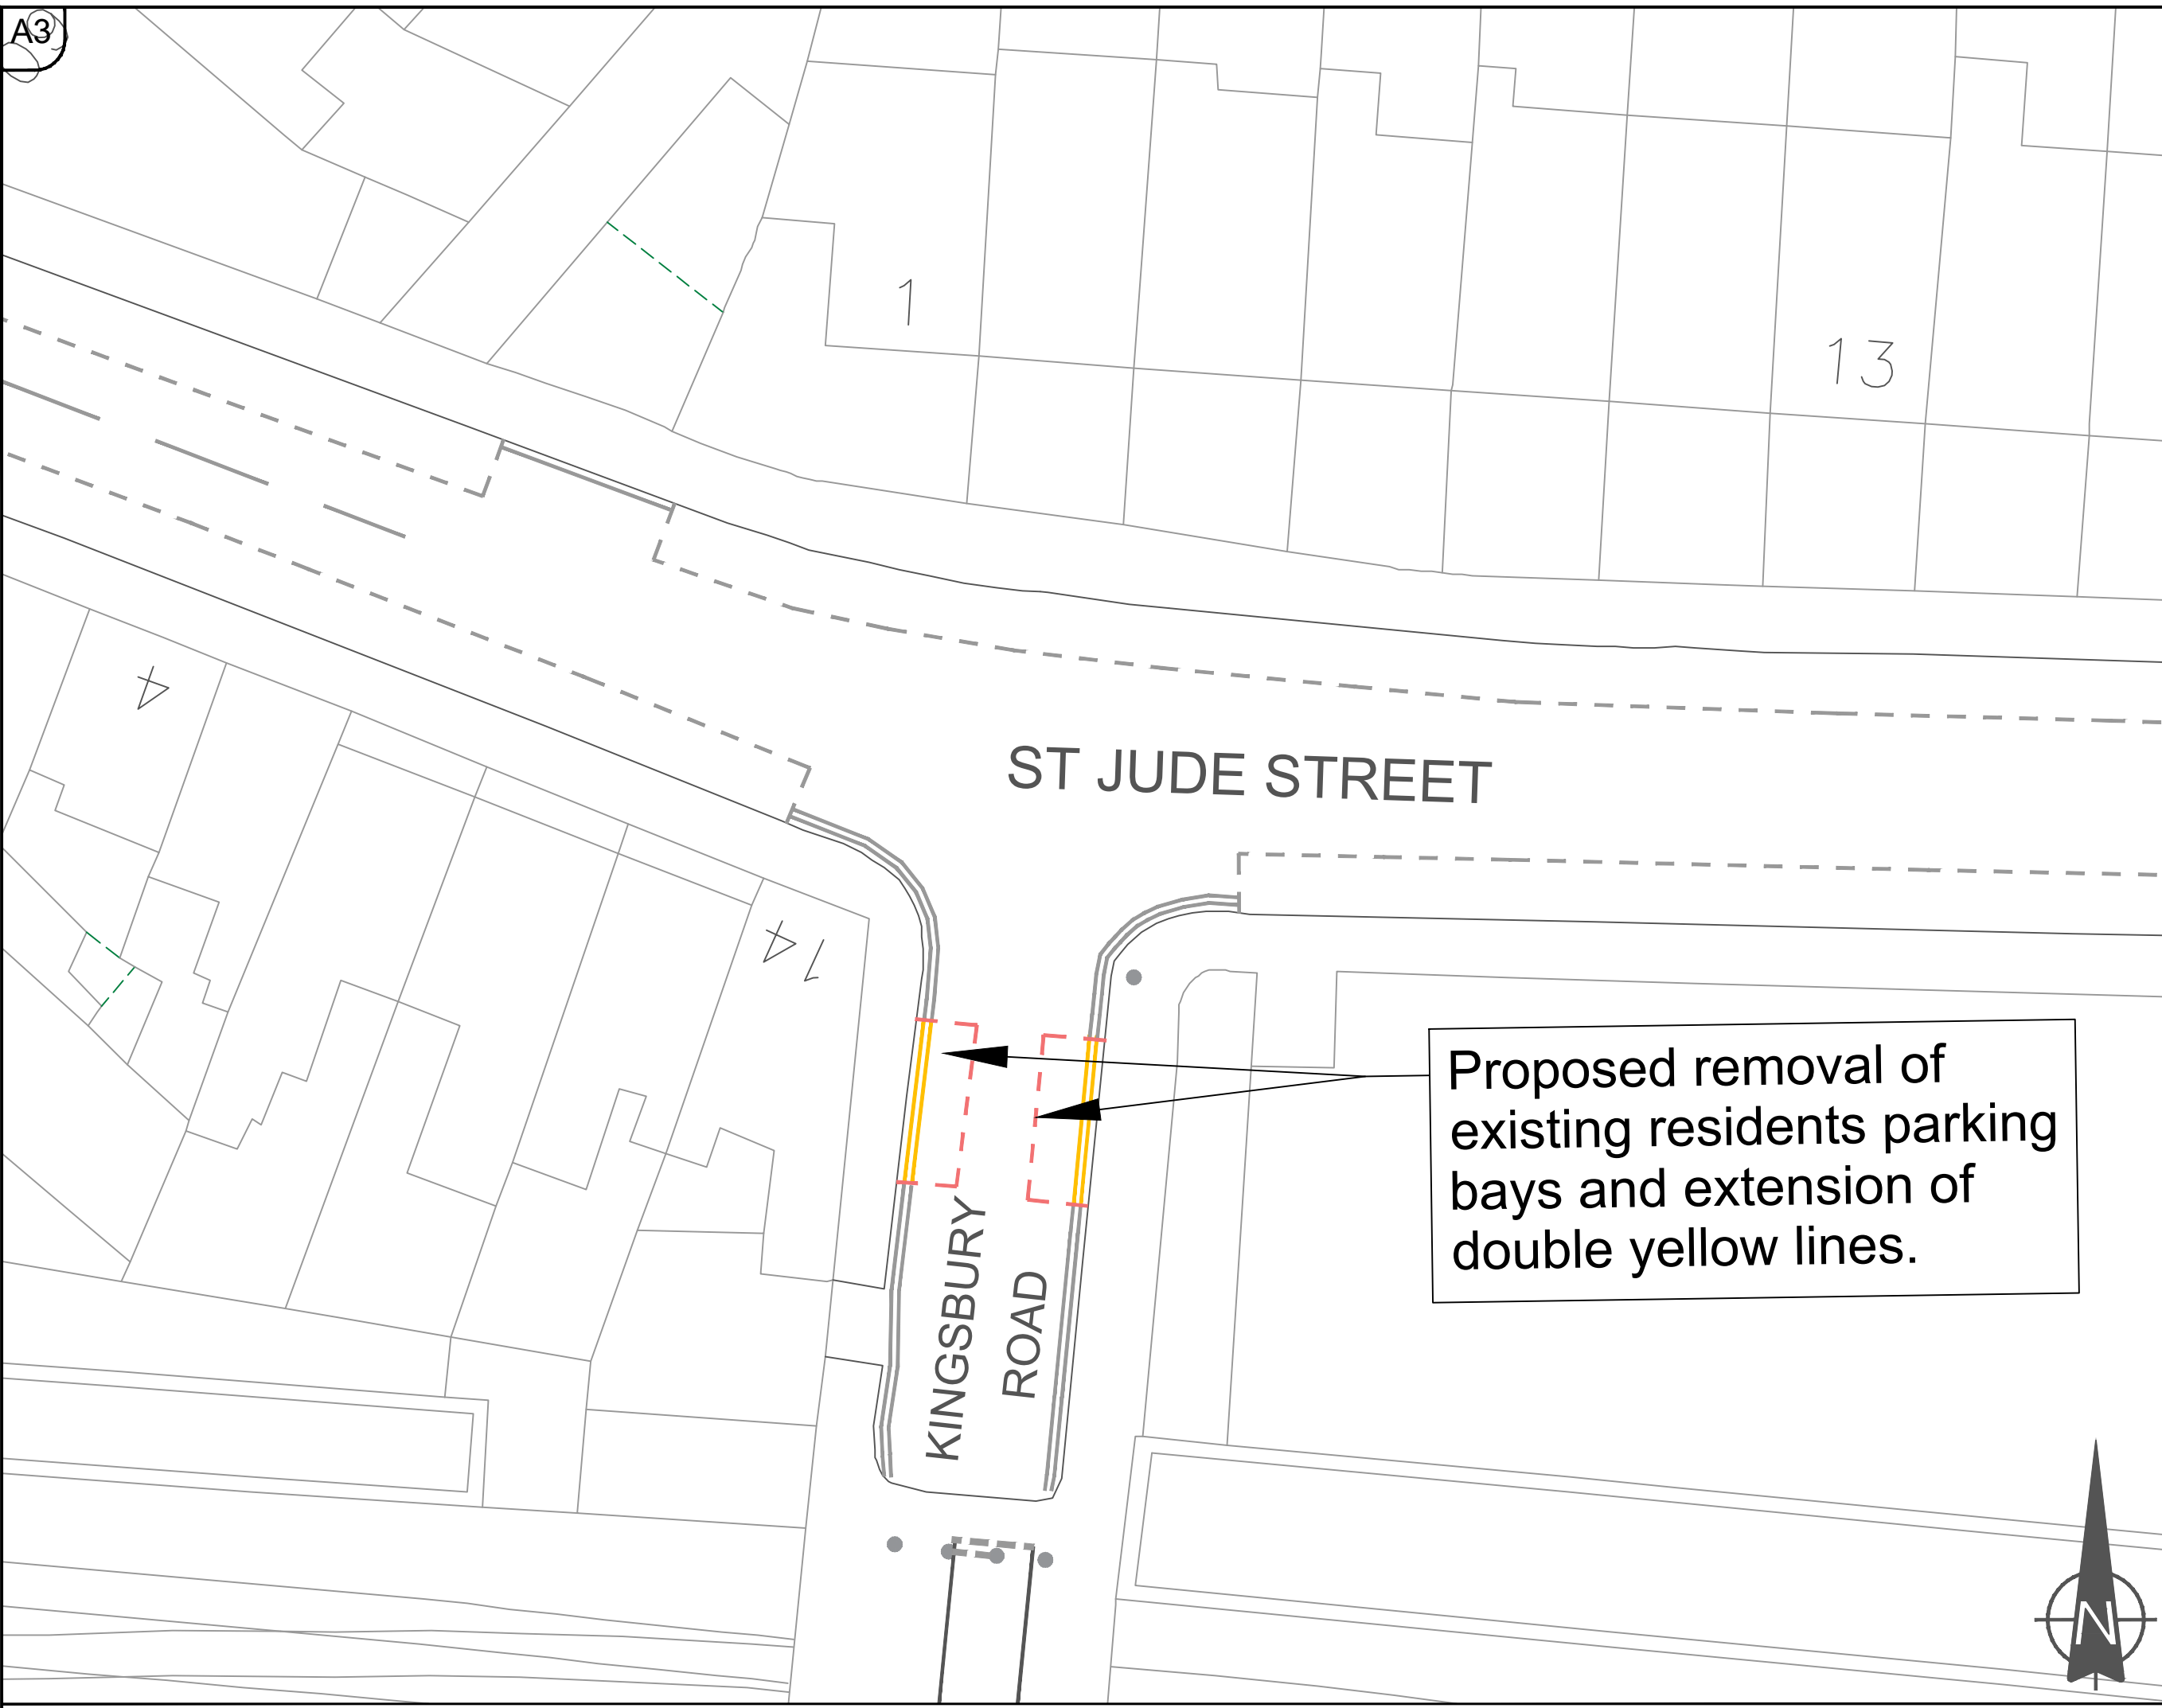 A3
1
13
4
ST JUDE STREET
14
Proposed removal of
existing residents parking
bays and extension of
double yellow lines.
KINGSBURY
ROAD
N